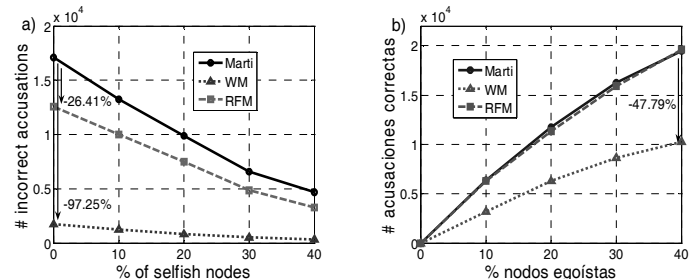 a)
x 10^4
# incorrect accusations
2
1.5
1
0.5
0
Marti
WM
RFM
-26.41%
-97.25%
0 10 20 30 40
% of selfish nodes
b)
x 10^4
# acusaciones correctas
2
1.5
1
0.5
0
Marti
WM
RFM
-47.79%
0 10 20 30 40
% nodos egoístas